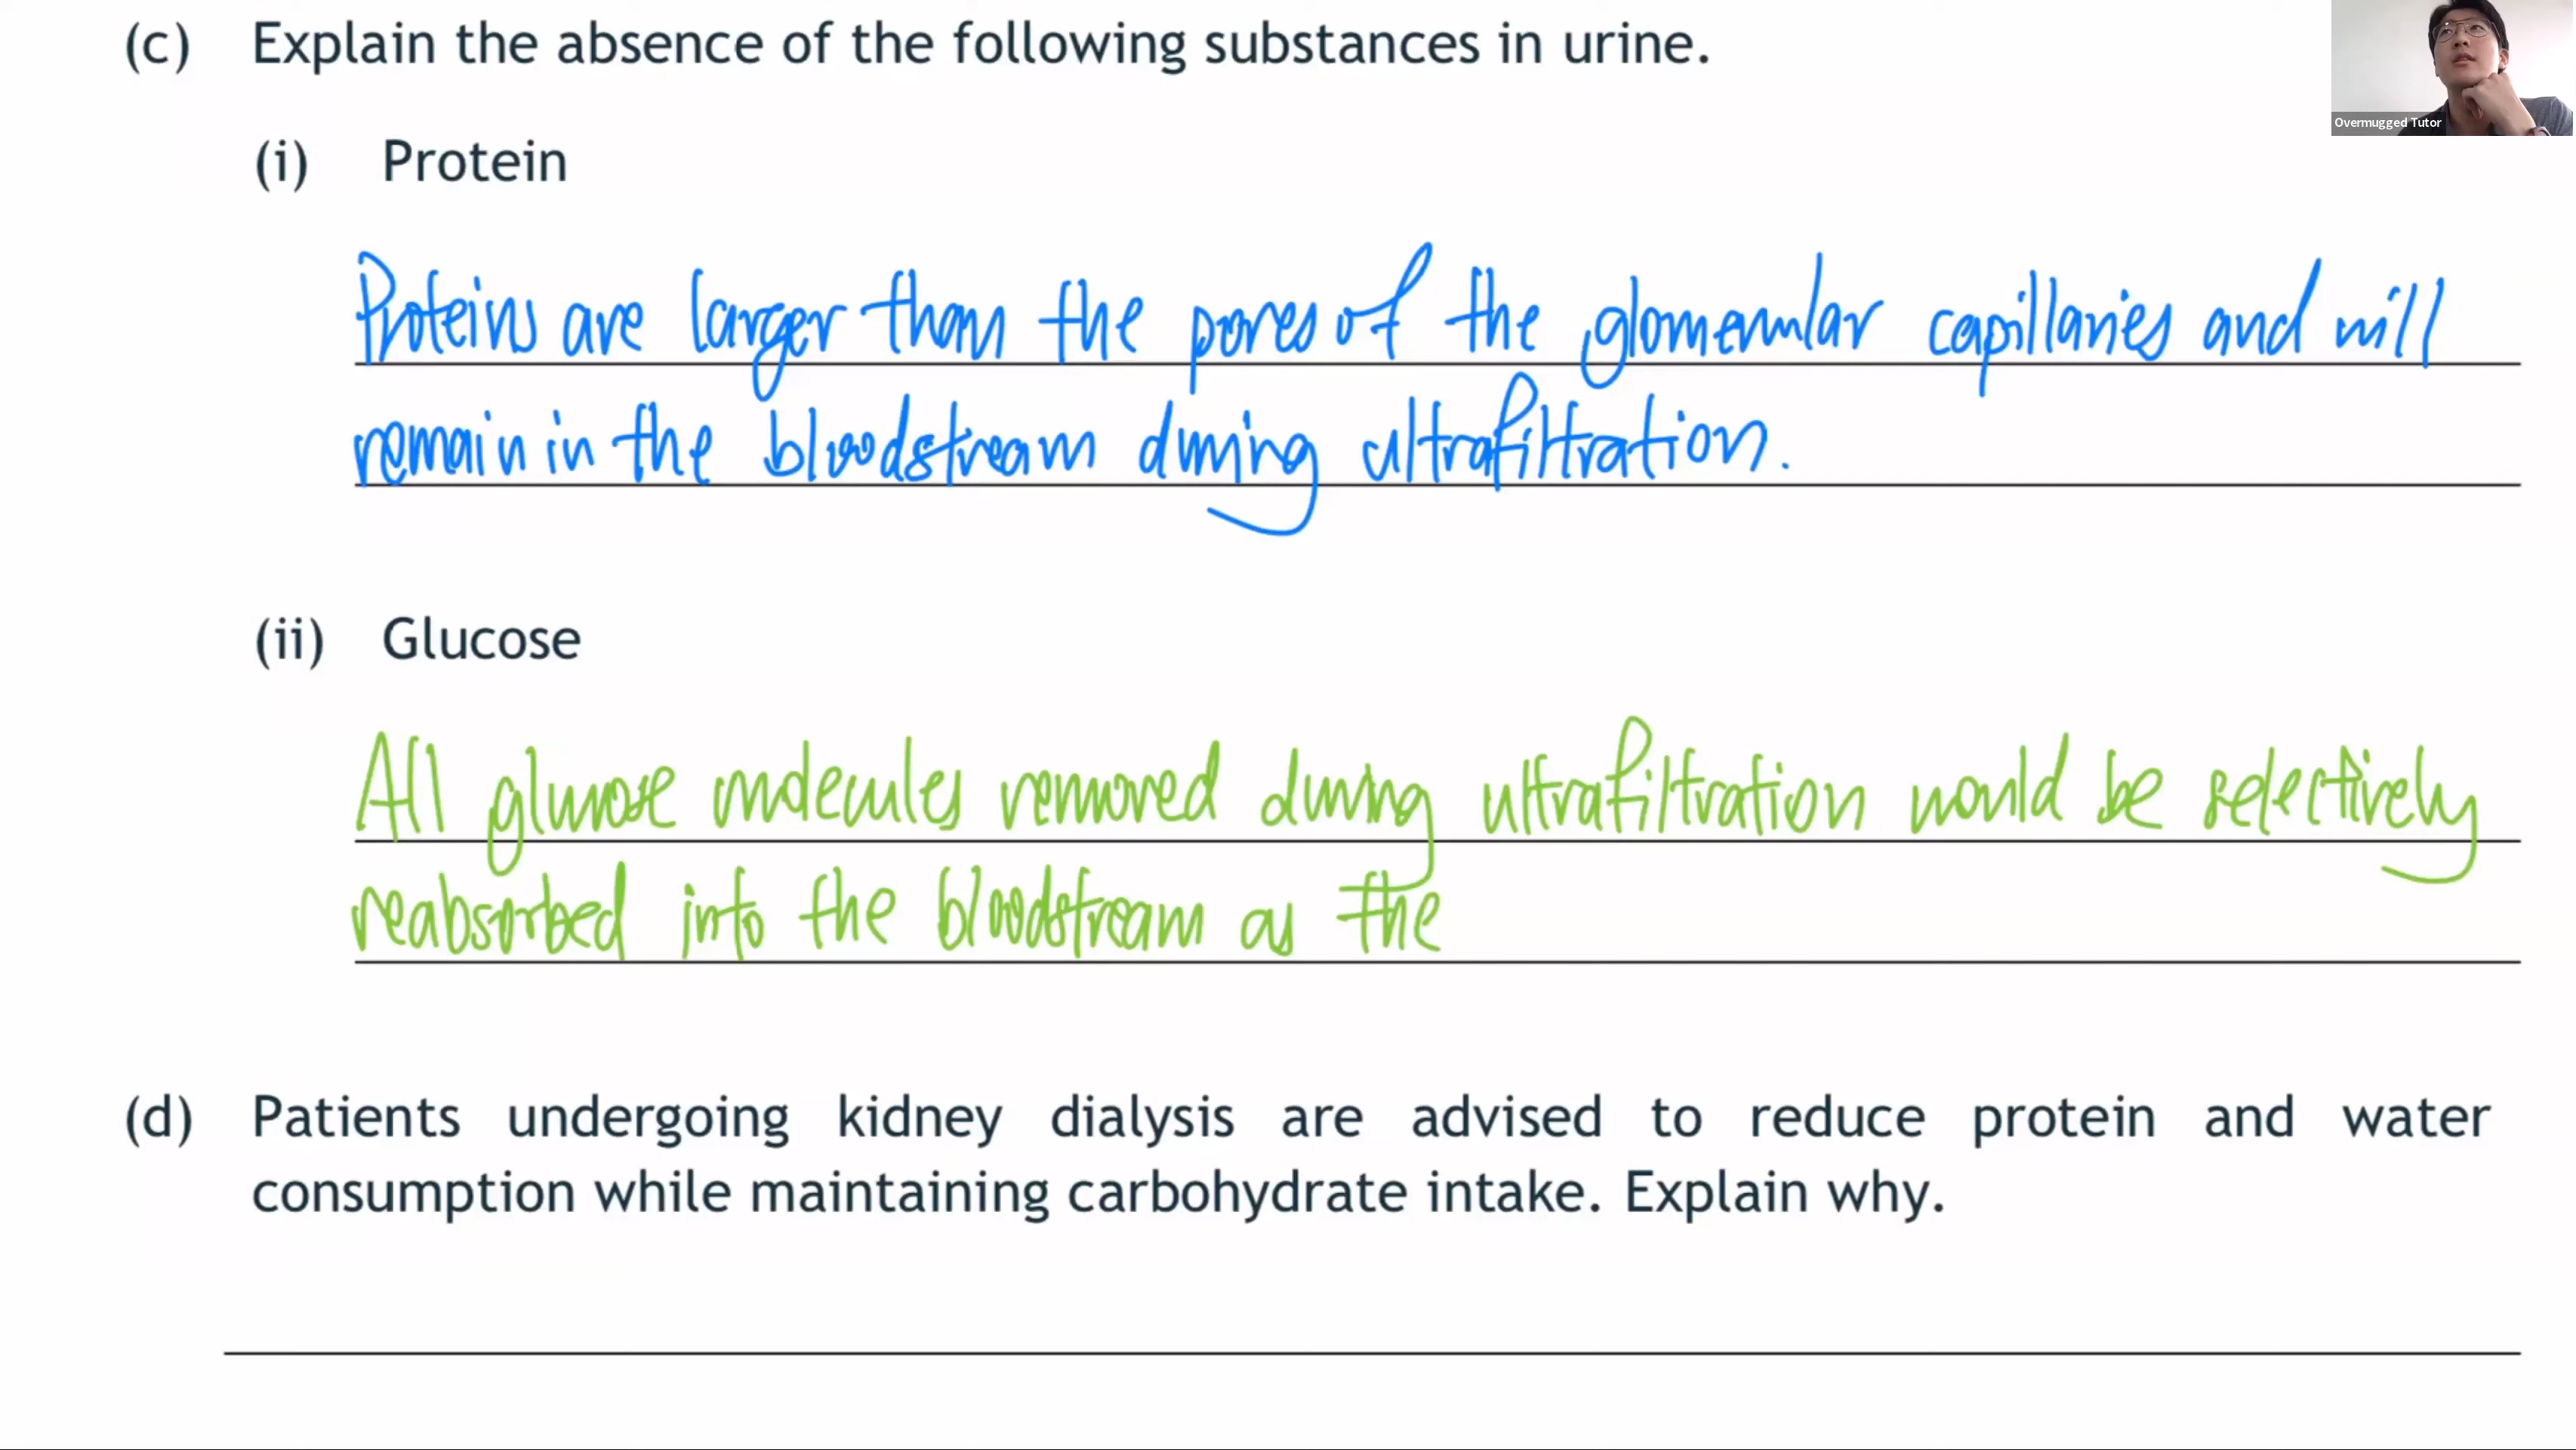 (c) Explain the absence of the following substances in urine.
Overmugged Tutor
(i) Protein
Proteins are larger than the pores of the glomerular capillaries and will
remain in the bloodstream during ultrafiltration.
(ii) Glucose
All glucose molecules removed during ultrafiltration would be selectively
reabsorbed into the bloodstream as the
(d) Patients undergoing kidney dialysis are advised to reduce protein and water
consumption while maintaining carbohydrate intake. Explain why.